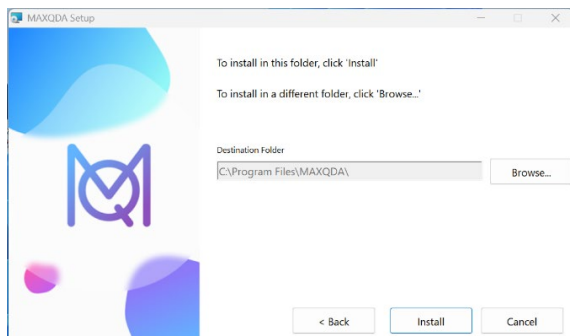 MAXQDA Setup
To install in this folder, click 'Install'
To install in a different folder, click 'Browse...'
Destination Folder
C:\Program Files\MAXQDA\
Browse...
< Back
Install
Cancel